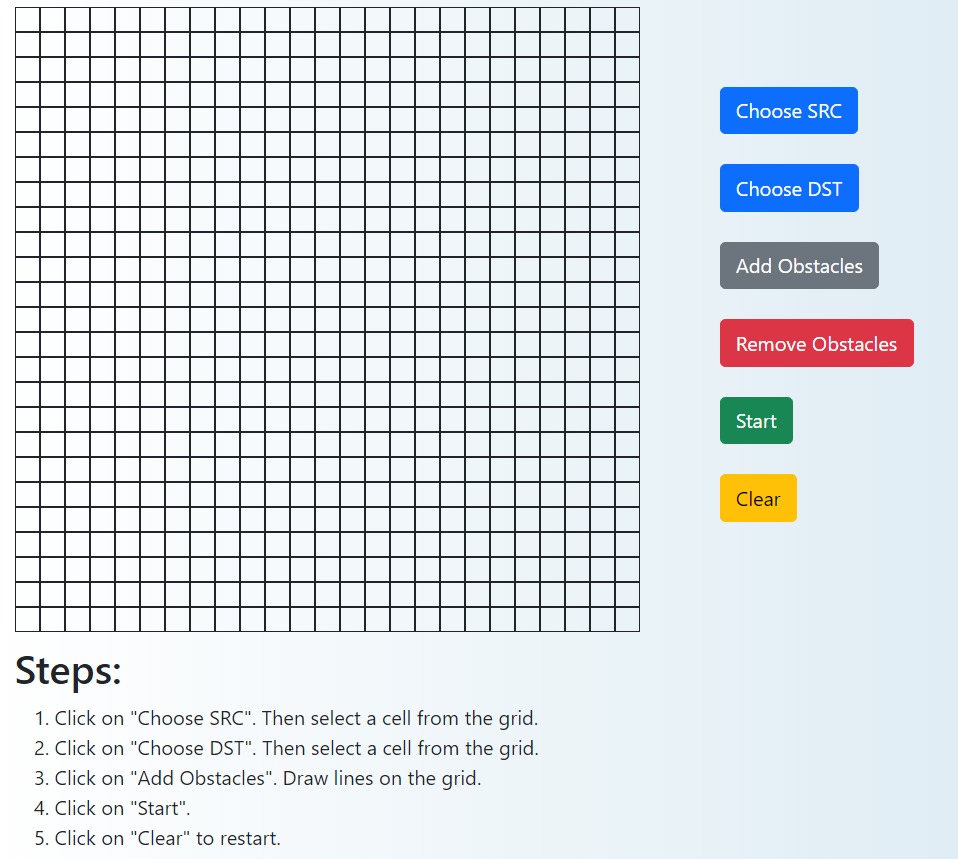 Choose SRC
Choose DST
Add Obstacles
Remove Obstacles
Start
Clear
Steps:
1. Click on "Choose SRC". Then select a cell from the grid.
2. Click on "Choose DST". Then select a cell from the grid.
3. Click on "Add Obstacles". Draw lines on the grid.
4. Click on "Start".
5. Click on "Clear" to restart.